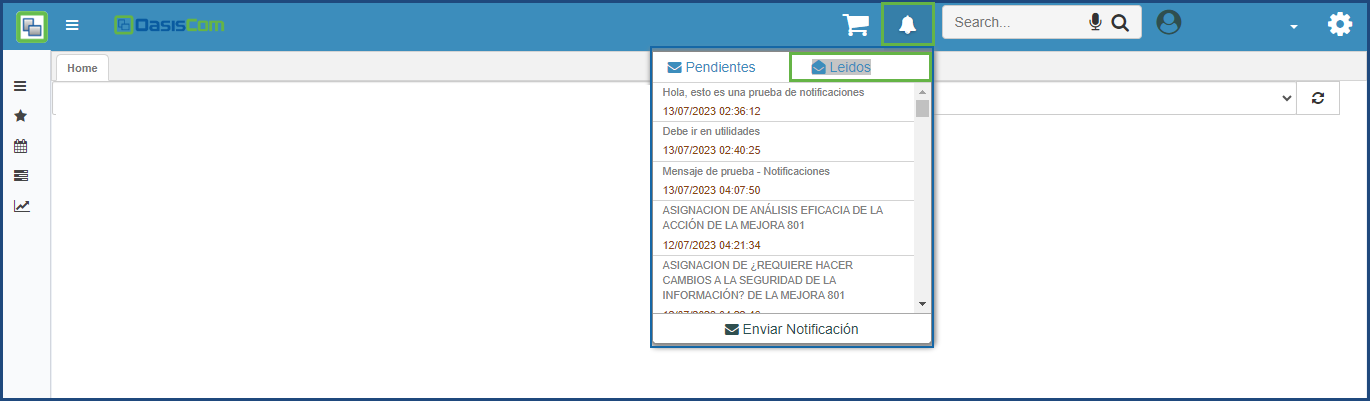 OasisCom
Search...
Home
Pendientes
Leidos
Hola, esto es una prueba de notificaciones
13/07/2023 02:36:12
Debe ir en utilidades
13/07/2023 02:40:25
Mensaje de prueba - Notificaciones
13/07/2023 04:07:50
ASIGNACION DE ANÁLISIS EFICACIA DE LA
ACCIÓN DE LA MEJORA 801
12/07/2023 04:21:34
ASIGNACION DE ¿REQUIERE HACER
CAMBIOS A LA SEGURIDAD DE LA
INFORMACIÓN? DE LA MEJORA 801
Enviar Notificación